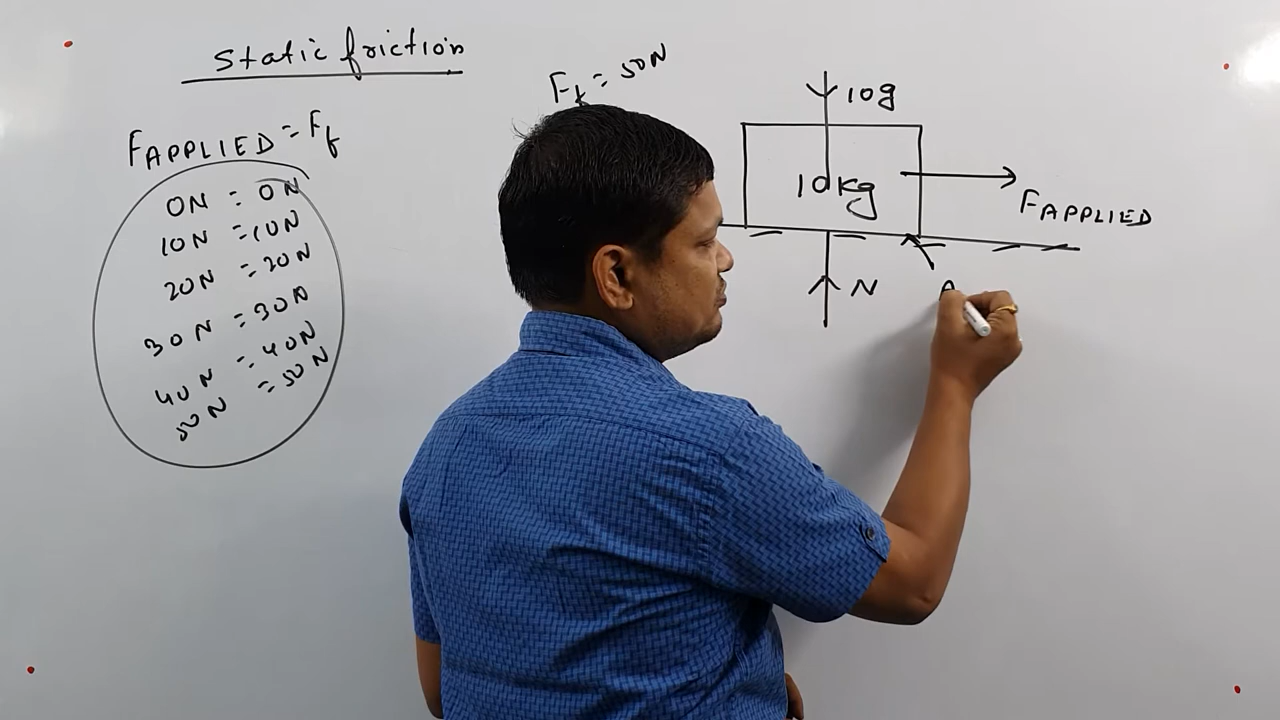 Static friction
FAPPLIED = Ff
0N = 0N
10N = 10N
20N = 20N
30N = 30N
40N = 40N
50N = 50N
Ff = 50N
10g
10kg
FAPPLIED
N